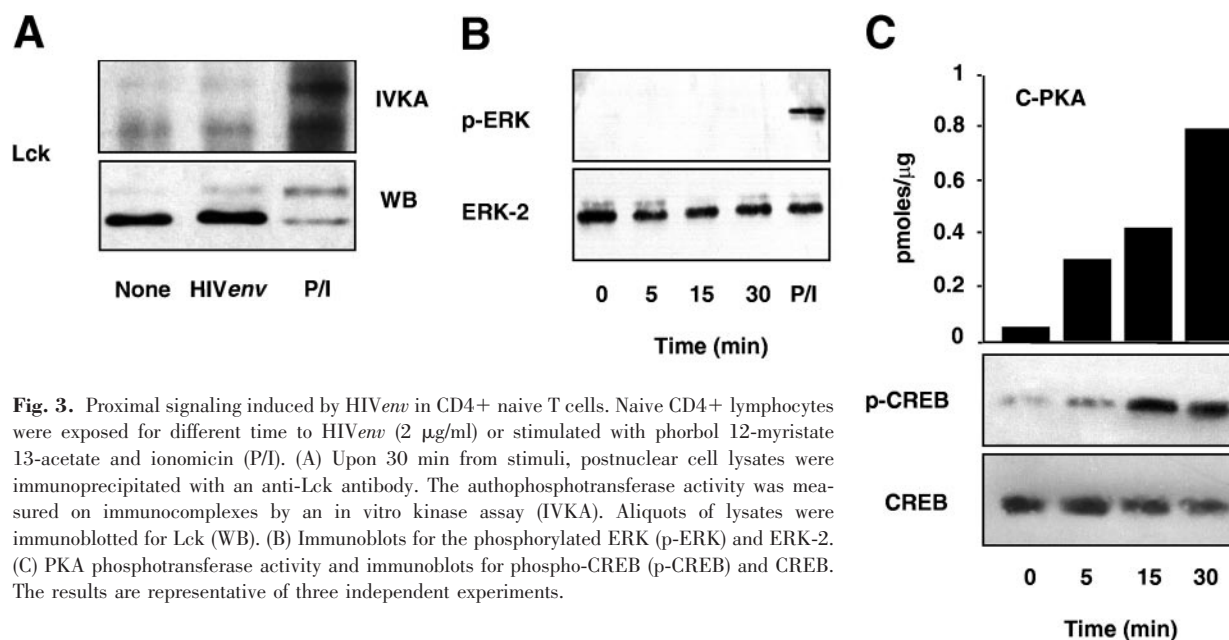 A
Lck
IVKA
WB
None HIVenv P/I
B
p-ERK
ERK-2
0 5 15 30 P/I
Time (min)
C
C-PKA
pmoles/μg
1
0.8
0.6
0.4
0.2
0
p-CREB
CREB
0 5 15 30
Time (min)
Fig. 3. Proximal signaling induced by HIVenv in CD4+ naive T cells. Naive CD4+ lymphocytes
were exposed for different time to HIVenv (2 μg/ml) or stimulated with phorbol 12-myristate
13-acetate and ionomicin (P/I). (A) Upon 30 min from stimuli, postnuclear cell lysates were
immunoprecipitated with an anti-Lck antibody. The authophosphotransferase activity was mea-
sured on immunocomplexes by an in vitro kinase assay (IVKA). Aliquots of lysates were
immunoblotted for Lck (WB). (B) Immunoblots for the phosphorylated ERK (p-ERK) and ERK-2.
(C) PKA phosphotransferase activity and immunoblots for phospho-CREB (p-CREB) and CREB.
The results are representative of three independent experiments.